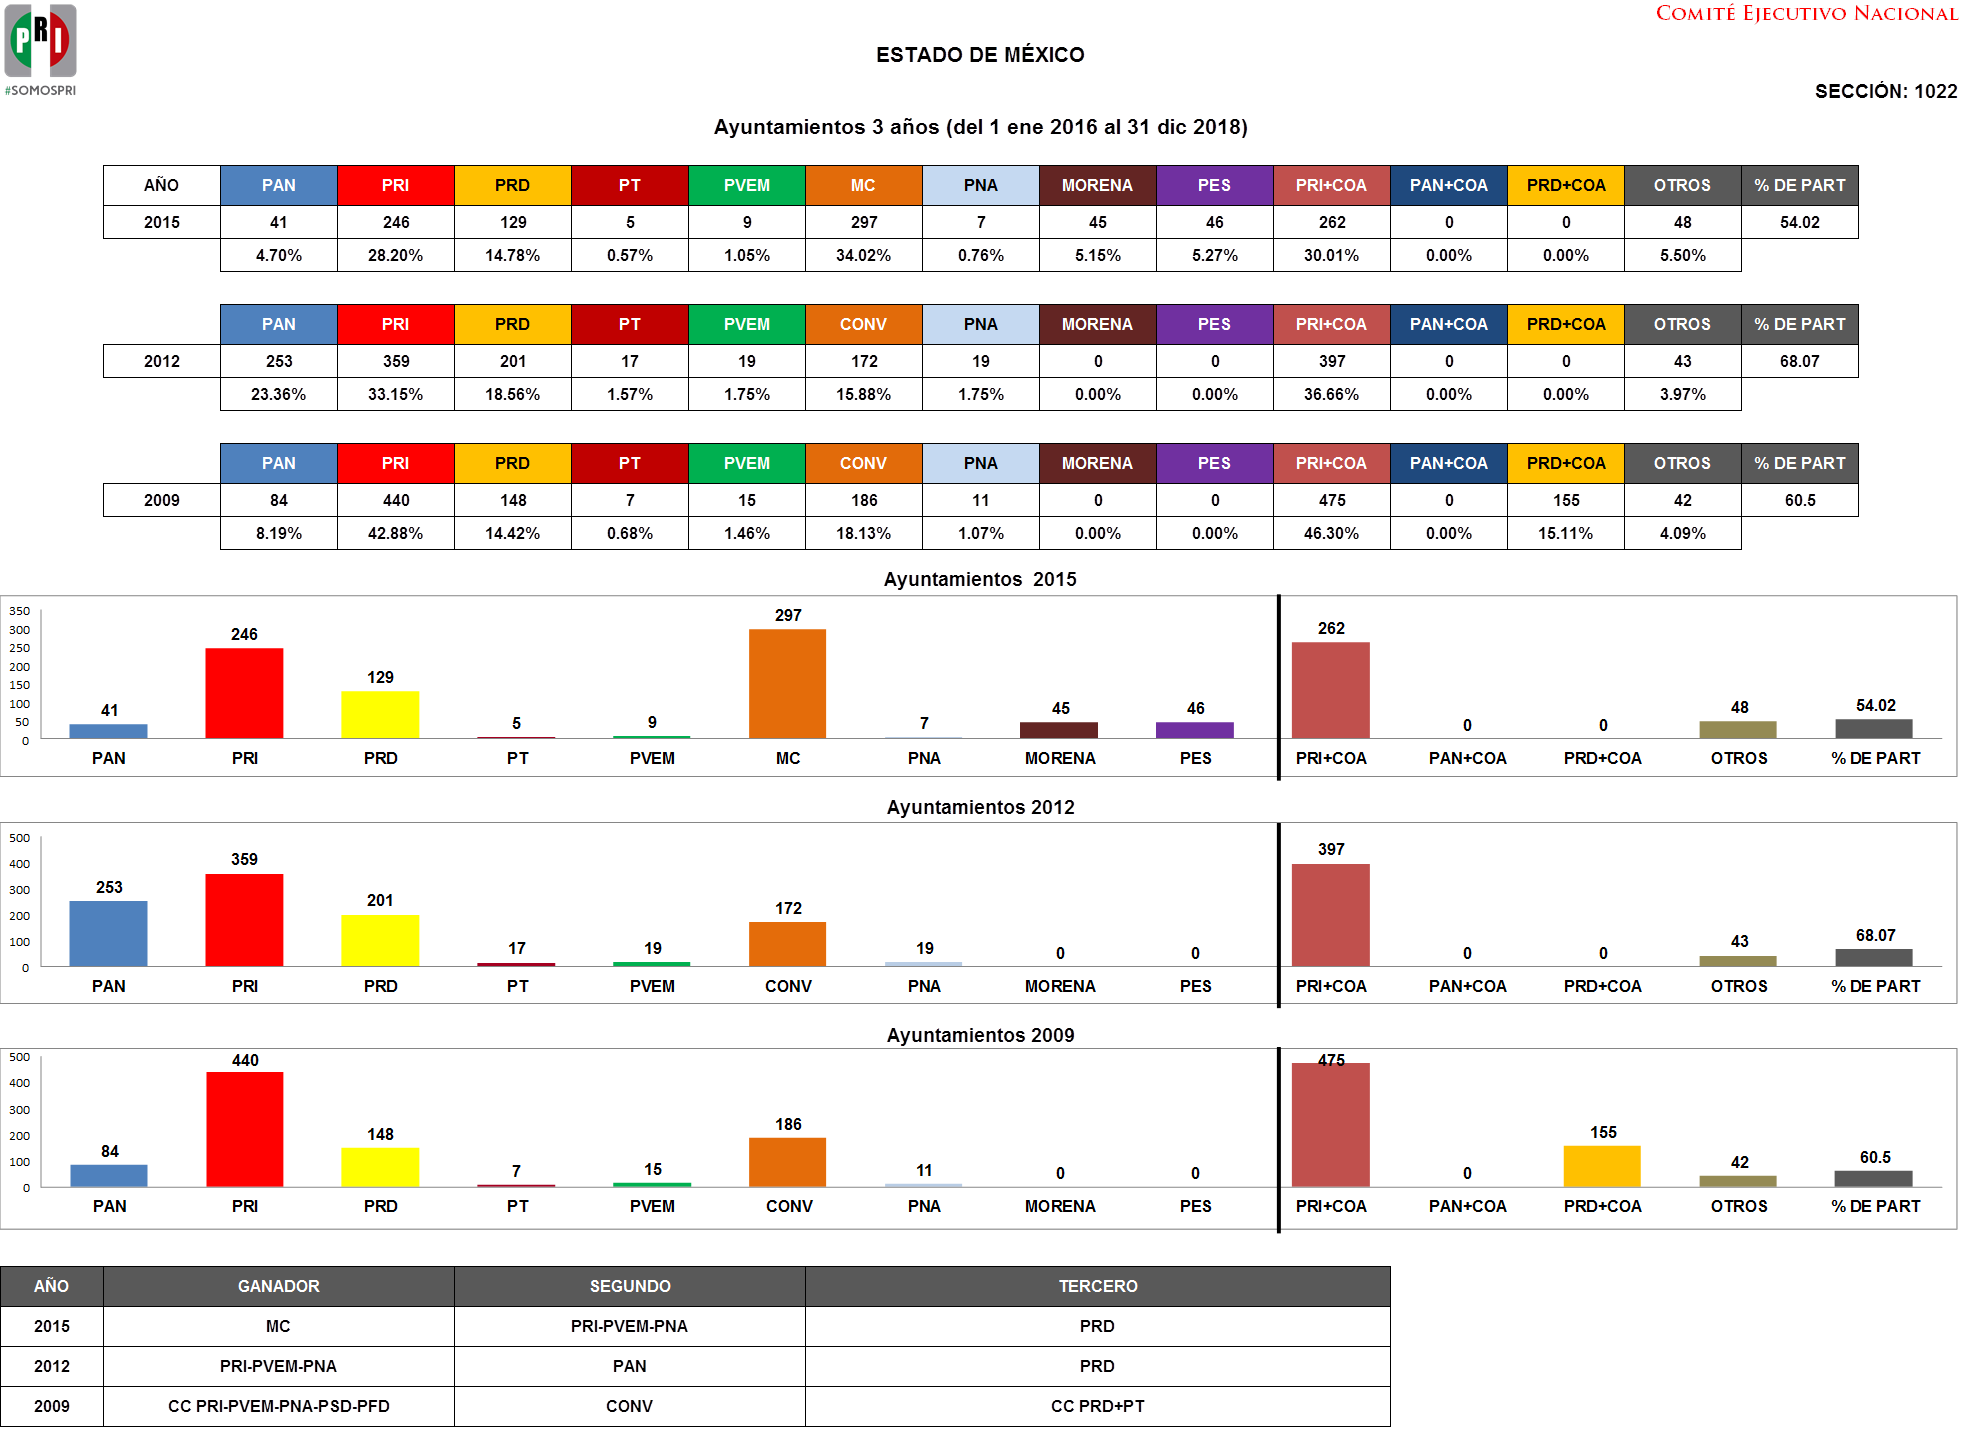 PRI
#SOMOSPRI
COMITÉ EJECUTIVO NACIONAL
ESTADO DE MÉXICO
SECCIÓN: 1022
Ayuntamientos 3 años (del 1 ene 2016 al 31 dic 2018)
AÑO PAN PRI PRD PT PVEM MC PNA MORENA PES PRI+COA PAN+COA PRD+COA OTROS % DE PART
2015 41 246 129 5 9 297 7 45 46 262 0 0 48 54.02
4.70% 28.20% 14.78% 0.57% 1.05% 34.02% 0.76% 5.15% 5.27% 30.01% 0.00% 0.00% 5.50%
PAN PRI PRD PT PVEM CONV PNA MORENA PES PRI+COA PAN+COA PRD+COA OTROS % DE PART
2012 253 359 201 17 19 172 19 0 0 397 0 0 43 68.07
23.36% 33.15% 18.56% 1.57% 1.75% 15.88% 1.75% 0.00% 0.00% 36.66% 0.00% 0.00% 3.97%
PAN PRI PRD PT PVEM CONV PNA MORENA PES PRI+COA PAN+COA PRD+COA OTROS % DE PART
2009 84 440 148 7 15 186 11 0 0 475 0 155 42 60.5
8.19% 42.88% 14.42% 0.68% 1.46% 18.13% 1.07% 0.00% 0.00% 46.30% 0.00% 15.11% 4.09%
Ayuntamientos 2015
350
300
250
200
150
100
50
0
41 246 129 5 9 297 7 45 46 262 0 0 48 54.02
PAN PRI PRD PT PVEM MC PNA MORENA PES PRI+COA PAN+COA PRD+COA OTROS % DE PART
Ayuntamientos 2012
500
400
300
200
100
0
253 359 201 17 19 172 19 0 0 397 0 0 43 68.07
PAN PRI PRD PT PVEM CONV PNA MORENA PES PRI+COA PAN+COA PRD+COA OTROS % DE PART
Ayuntamientos 2009
500
400
300
200
100
0
84 440 148 7 15 186 11 0 0 475 0 155 42 60.5
PAN PRI PRD PT PVEM CONV PNA MORENA PES PRI+COA PAN+COA PRD+COA OTROS % DE PART
AÑO GANADOR SEGUNDO TERCERO
2015 MC PRI-PVEM-PNA PRD
2012 PRI-PVEM-PNA PAN PRD
2009 CC PRI-PVEM-PNA-PSD-PFD CONV CC PRD+PT